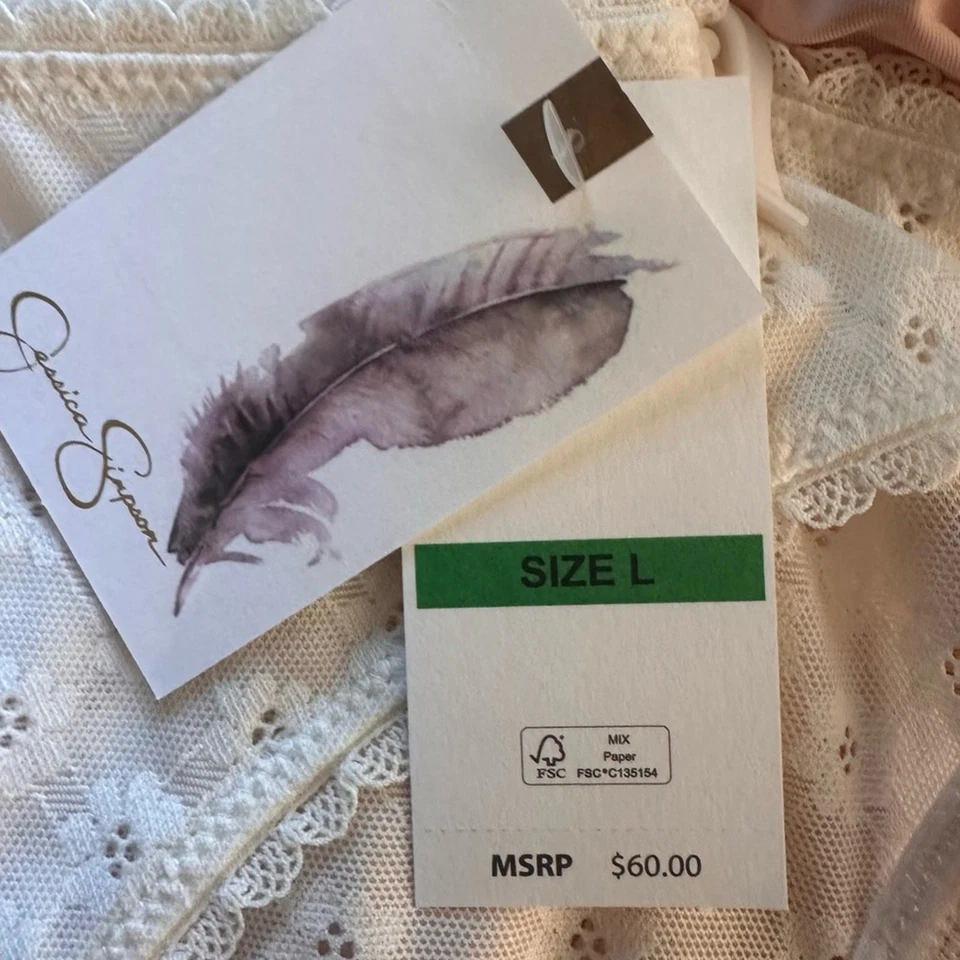 Jessica Simpson
SIZE L
MIX
Paper
FSC®C135154
FSC
MSRP $60.00